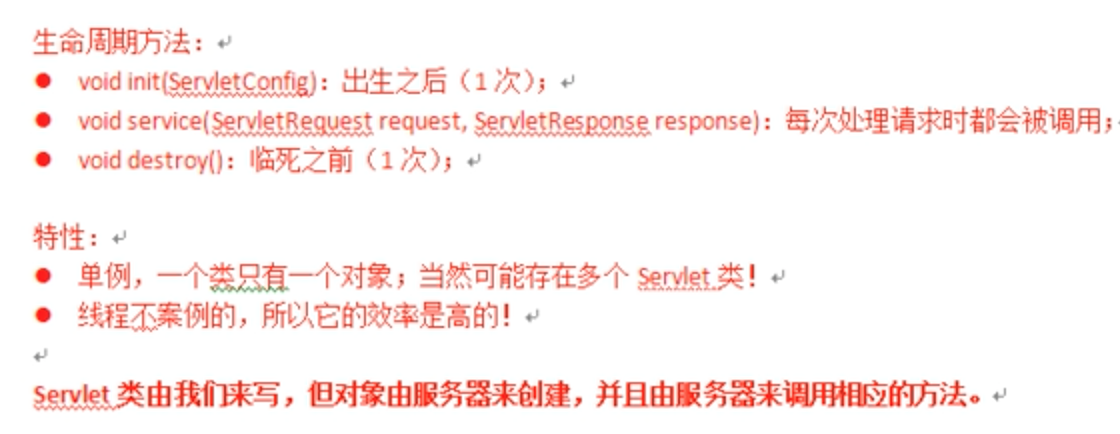 生命周期方法：
● void init(ServletConfig)：出生之后（1 次）；
● void service(ServletRequest request, ServletResponse response)：每次处理请求时都会被调用；
● void destroy()：临死之前（1 次）；
特性：
● 单例，一个类只有一个对象；当然可能存在多个 Servlet 类！
● 线程不案例的，所以它的效率是高的！
Servlet 类由我们来写，但对象由服务器来创建，并且由服务器来调用相应的方法。